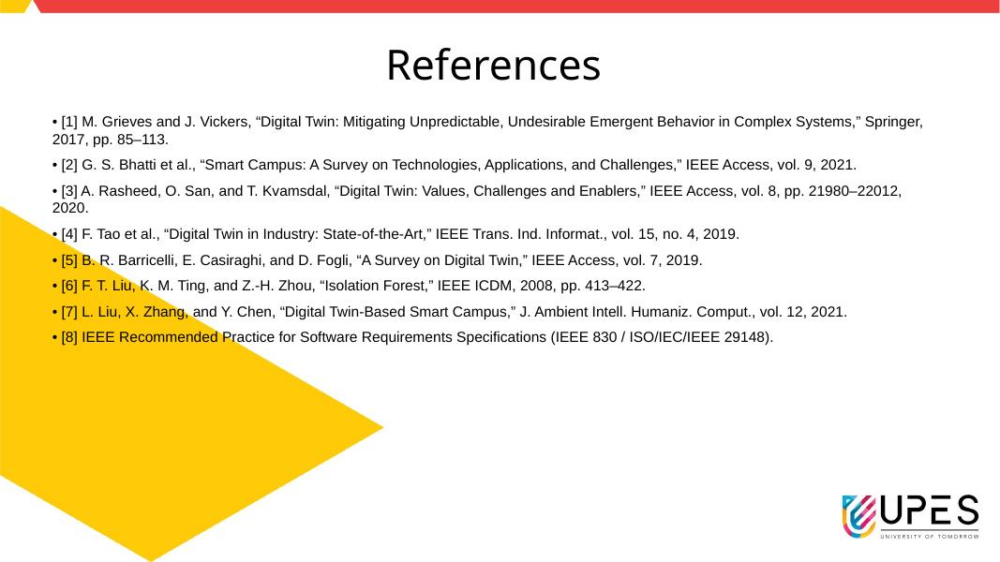 References
• [1] M. Grieves and J. Vickers, “Digital Twin: Mitigating Unpredictable, Undesirable Emergent Behavior in Complex Systems,” Springer,
2017, pp. 85–113.
• [2] G. S. Bhatti et al., “Smart Campus: A Survey on Technologies, Applications, and Challenges,” IEEE Access, vol. 9, 2021.
• [3] A. Rasheed, O. San, and T. Kvamsdal, “Digital Twin: Values, Challenges and Enablers,” IEEE Access, vol. 8, pp. 21980–22012,
2020.
• [4] F. Tao et al., “Digital Twin in Industry: State-of-the-Art,” IEEE Trans. Ind. Informat., vol. 15, no. 4, 2019.
• [5] B. R. Barricelli, E. Casiraghi, and D. Fogli, “A Survey on Digital Twin,” IEEE Access, vol. 7, 2019.
• [6] F. T. Liu, K. M. Ting, and Z.-H. Zhou, “Isolation Forest,” IEEE ICDM, 2008, pp. 413–422.
• [7] L. Liu, X. Zhang, and Y. Chen, “Digital Twin-Based Smart Campus,” J. Ambient Intell. Humaniz. Comput., vol. 12, 2021.
• [8] IEEE Recommended Practice for Software Requirements Specifications (IEEE 830 / ISO/IEC/IEEE 29148).
UPES
UNIVERSITY OF TOMORROW